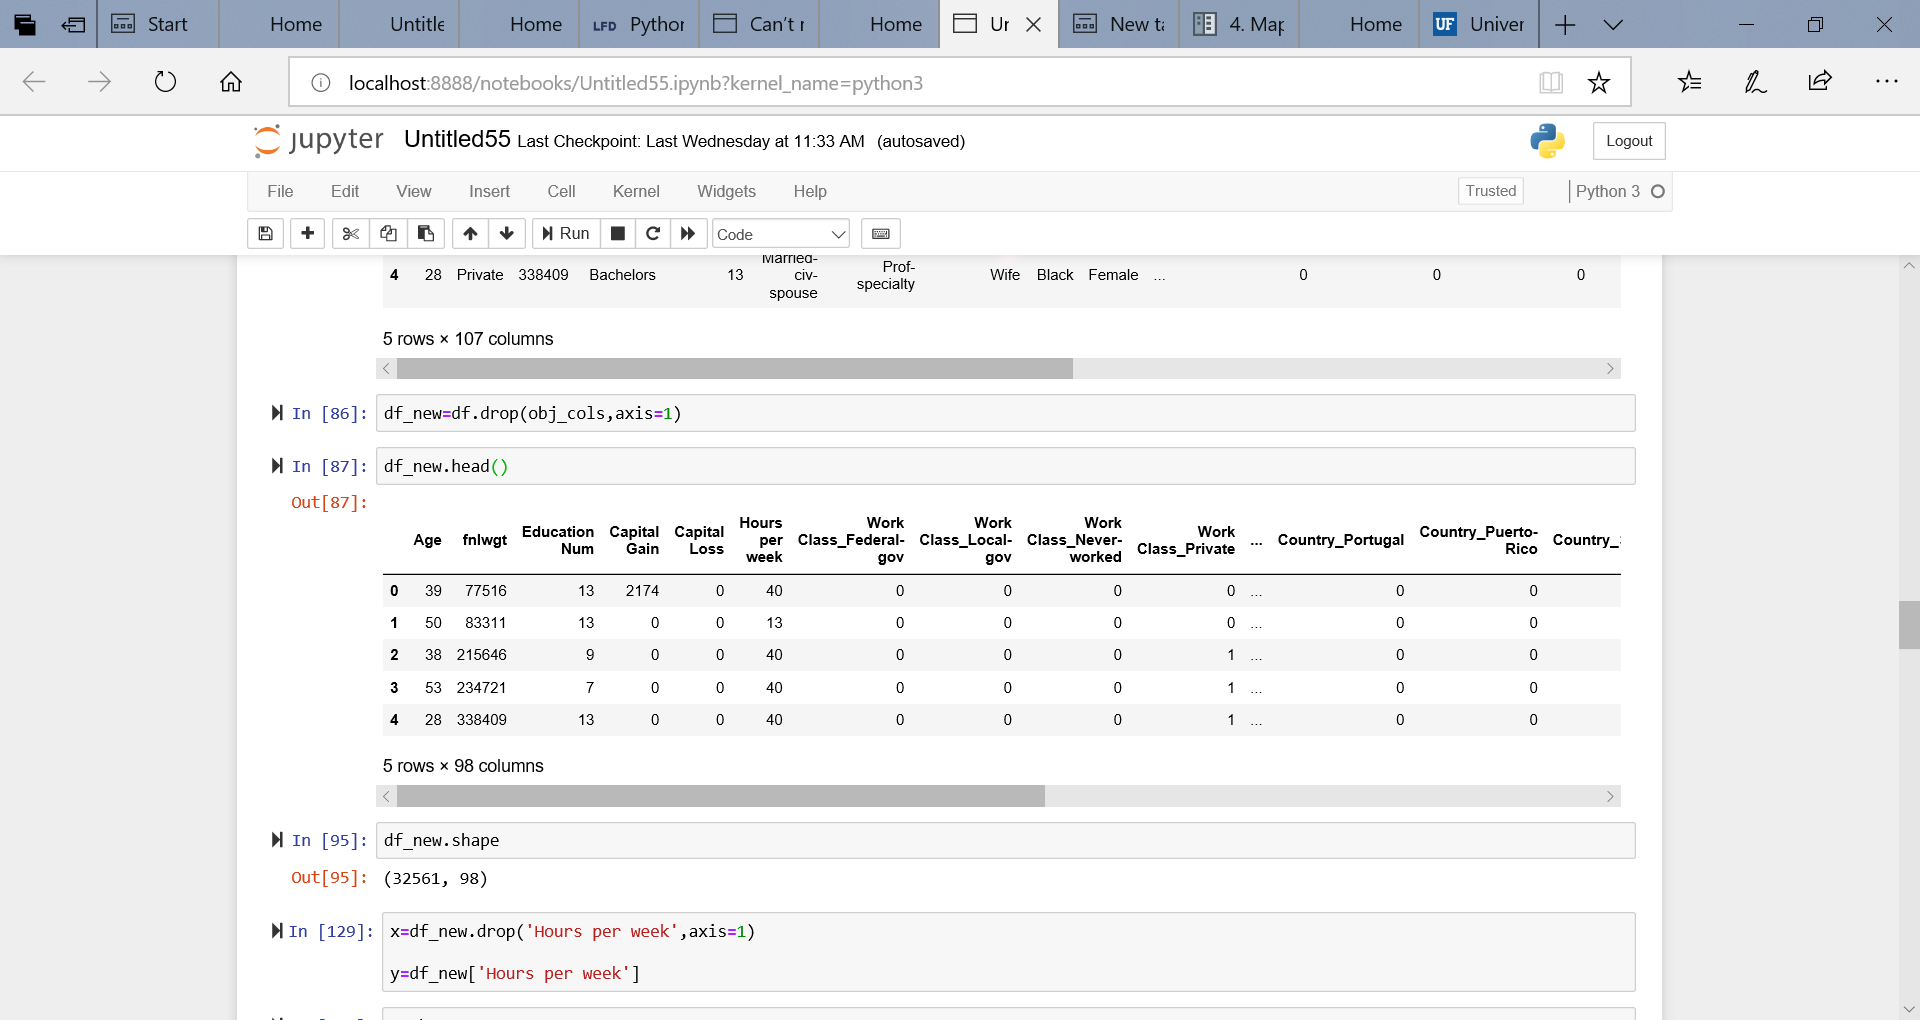 Start Home Untitle Home LFD Python Can't r Home Ur New ta 4. Map Home UF Univer
localhost:8888/notebooks/Untitled55.ipynb?kernel_name=python3
jupyter Untitled55 Last Checkpoint: Last Wednesday at 11:33 AM (autosaved) Logout
File Edit View Insert Cell Kernel Widgets Help Trusted Python 3
Run Code
4 28 Private 338409 Bachelors 13 Married-civ-spouse Prof-specialty Wife Black Female ... 0 0 0
5 rows × 107 columns
In [86]: df_new=df.drop(obj_cols,axis=1)
In [87]: df_new.head()
Out[87]:
Age fnlwgt Education Num Capital Gain Capital Loss Hours per week Work Class_Federal-gov Work Class_Local-gov Work Class_Never-worked Work Class_Private ... Country_Portugal Country_Puerto-Rico Country_
0 39 77516 13 2174 0 40 0 0 0 0 ... 0 0
1 50 83311 13 0 0 13 0 0 0 0 ... 0 0
2 38 215646 9 0 0 40 0 0 0 1 ... 0 0
3 53 234721 7 0 0 40 0 0 0 1 ... 0 0
4 28 338409 13 0 0 40 0 0 0 1 ... 0 0
5 rows × 98 columns
In [95]: df_new.shape
Out[95]: (32561, 98)
In [129]: x=df_new.drop('Hours per week',axis=1)
y=df_new['Hours per week']